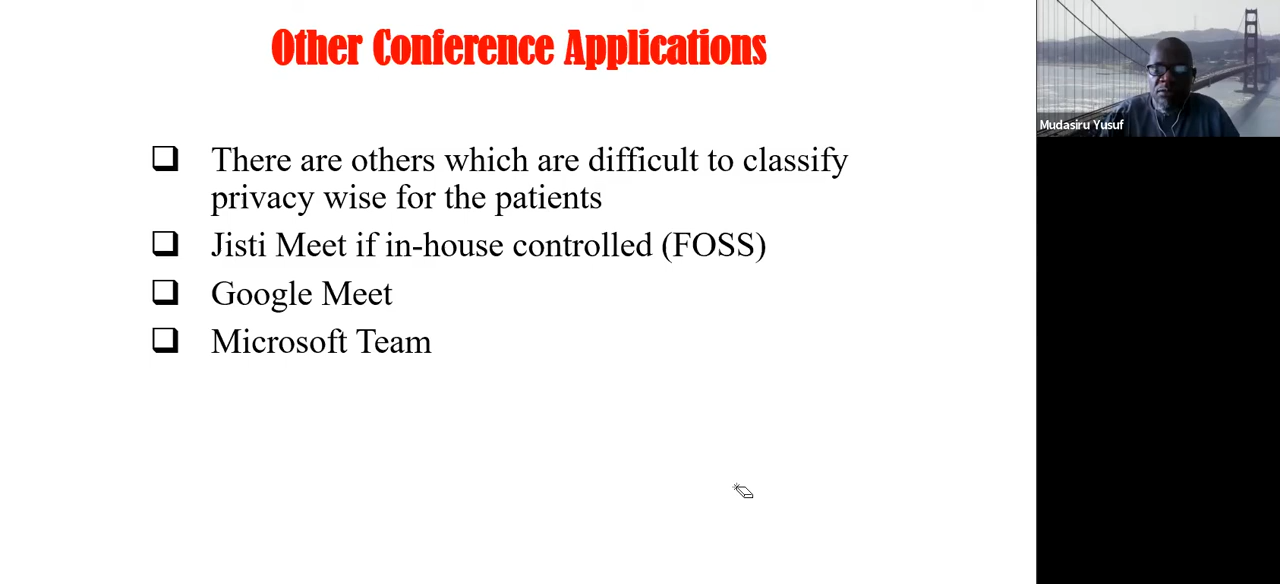 Other Conference Applications
There are others which are difficult to classify
privacy wise for the patients
Jisti Meet if in-house controlled (FOSS)
Google Meet
Microsoft Team
Mudasiru Yusuf